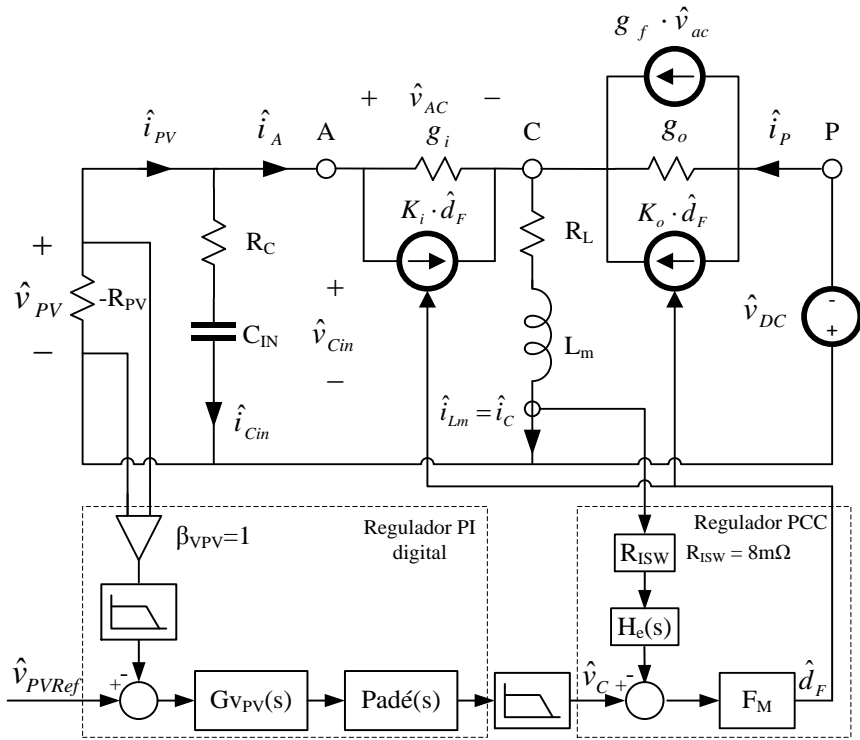 g_f · v̂_ac
+ v̂_AC −
î_PV
î_A
A
g_i
C
g_o
î_P
P
K_i · d̂_F
K_o · d̂_F
R_C
R_L
+
v̂_PV
−
-R_PV
C_IN
+
v̂_Cin
−
L_m
v̂_DC
-
+
î_Cin
î_Lm = î_C
β_VPV=1
Regulador PI
digital
Regulador PCC
R_ISW
R_ISW = 8mΩ
H_e(s)
v̂_PVRef
+
-
Gv_PV(s)
Padé(s)
v̂_C
+
-
F_M
d̂_F